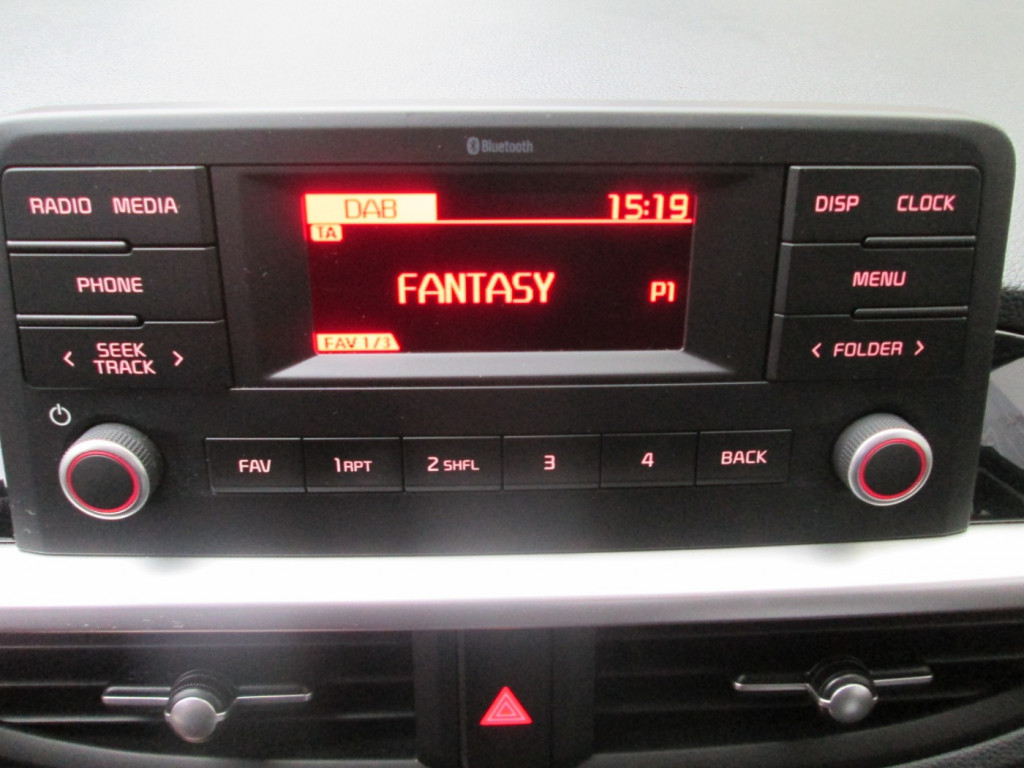 Bluetooth
RADIO MEDIA
PHONE
< SEEK TRACK >
DAB 15:19
TA
FANTASY P1
FAV 1/3
DISP CLOCK
MENU
< FOLDER >
FAV 1 RPT 2 SHFL 3 4 BACK